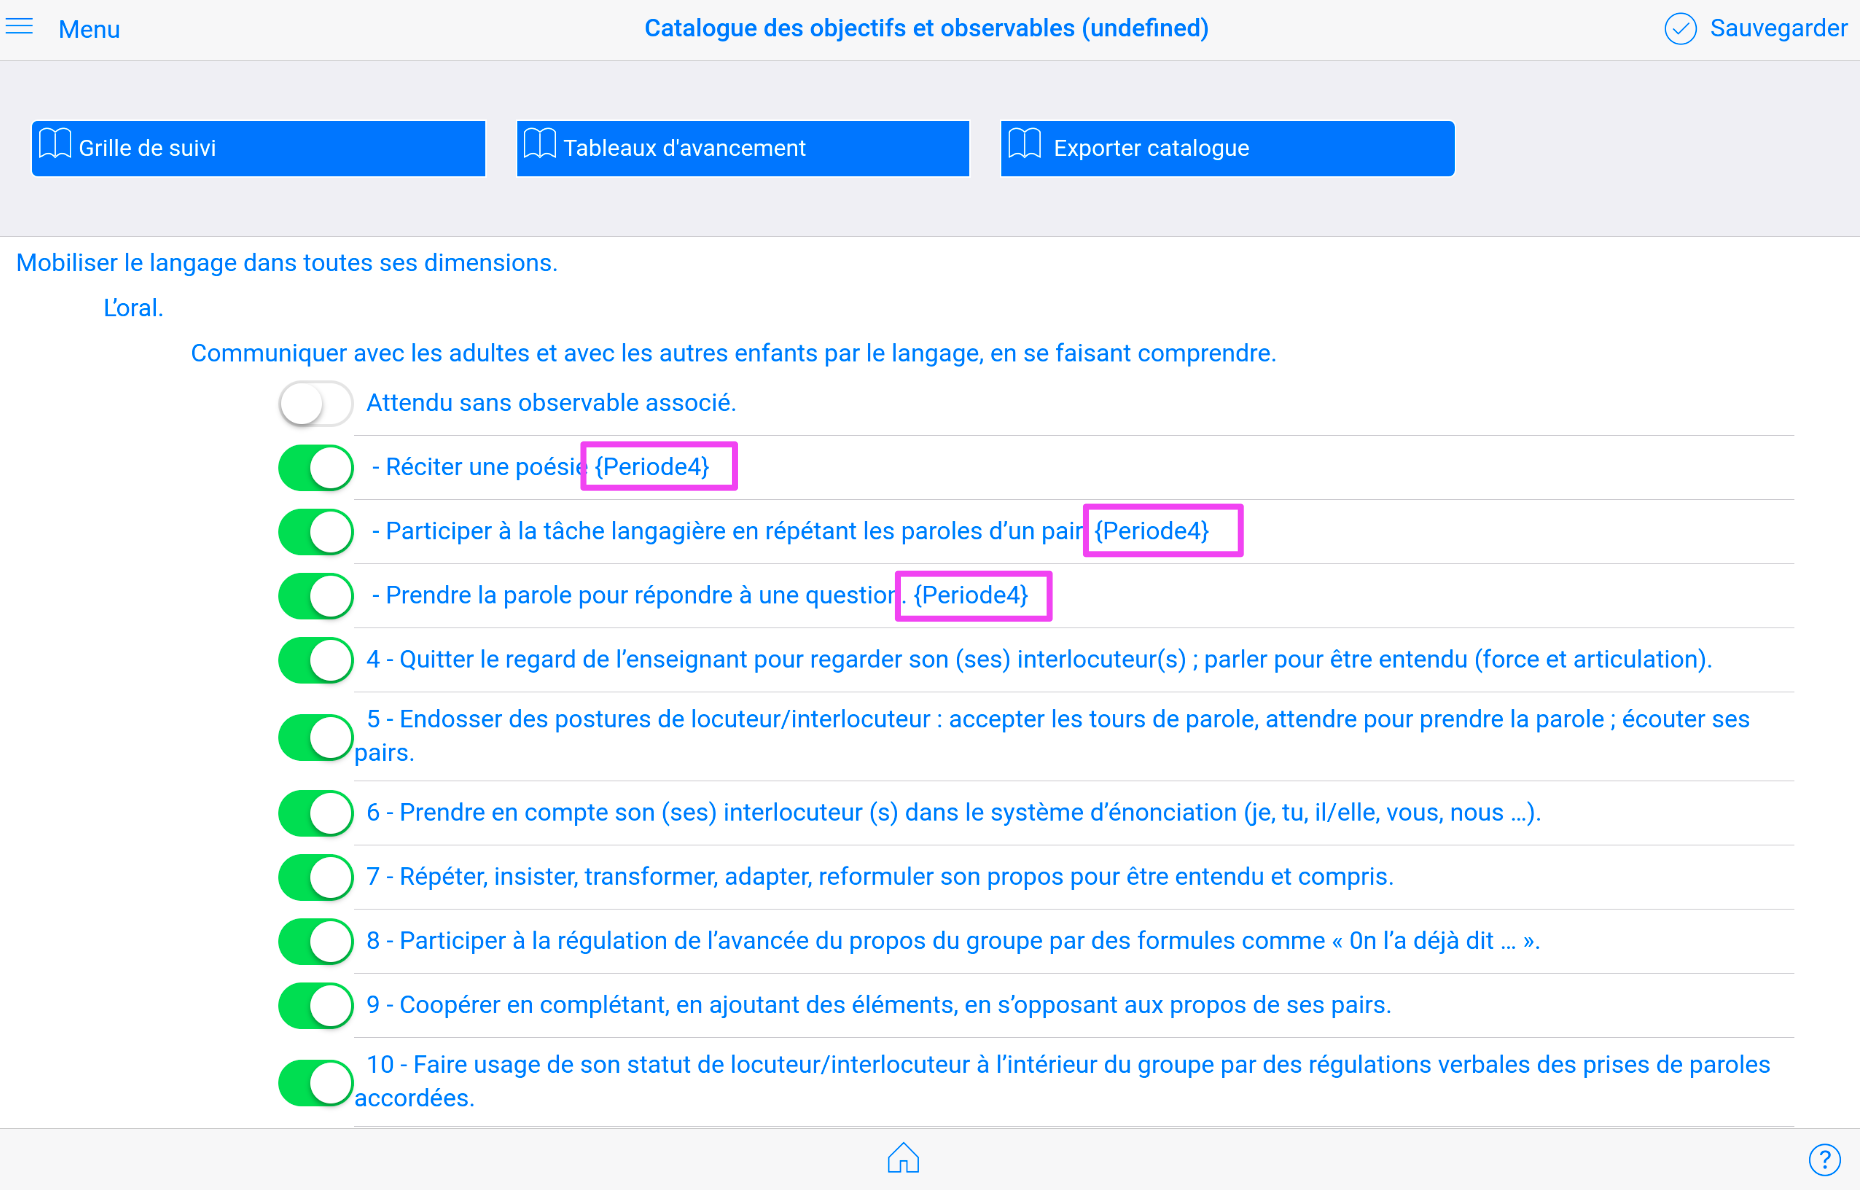 Menu
Catalogue des objectifs et observables (undefined)
Sauvegarder
Grille de suivi
Tableaux d'avancement
Exporter catalogue
Mobiliser le langage dans toutes ses dimensions.
L’oral.
Communiquer avec les adultes et avec les autres enfants par le langage, en se faisant comprendre.
Attendu sans observable associé.
- Réciter une poésie {Periode4}
- Participer à la tâche langagière en répétant les paroles d’un pair {Periode4}
- Prendre la parole pour répondre à une question. {Periode4}
4 - Quitter le regard de l’enseignant pour regarder son (ses) interlocuteur(s) ; parler pour être entendu (force et articulation).
5 - Endosser des postures de locuteur/interlocuteur : accepter les tours de parole, attendre pour prendre la parole ; écouter ses
pairs.
6 - Prendre en compte son (ses) interlocuteur (s) dans le système d’énonciation (je, tu, il/elle, vous, nous …).
7 - Répéter, insister, transformer, adapter, reformuler son propos pour être entendu et compris.
8 - Participer à la régulation de l’avancée du propos du groupe par des formules comme « 0n l’a déjà dit … ».
9 - Coopérer en complétant, en ajoutant des éléments, en s’opposant aux propos de ses pairs.
10 - Faire usage de son statut de locuteur/interlocuteur à l’intérieur du groupe par des régulations verbales des prises de paroles
accordées.
?